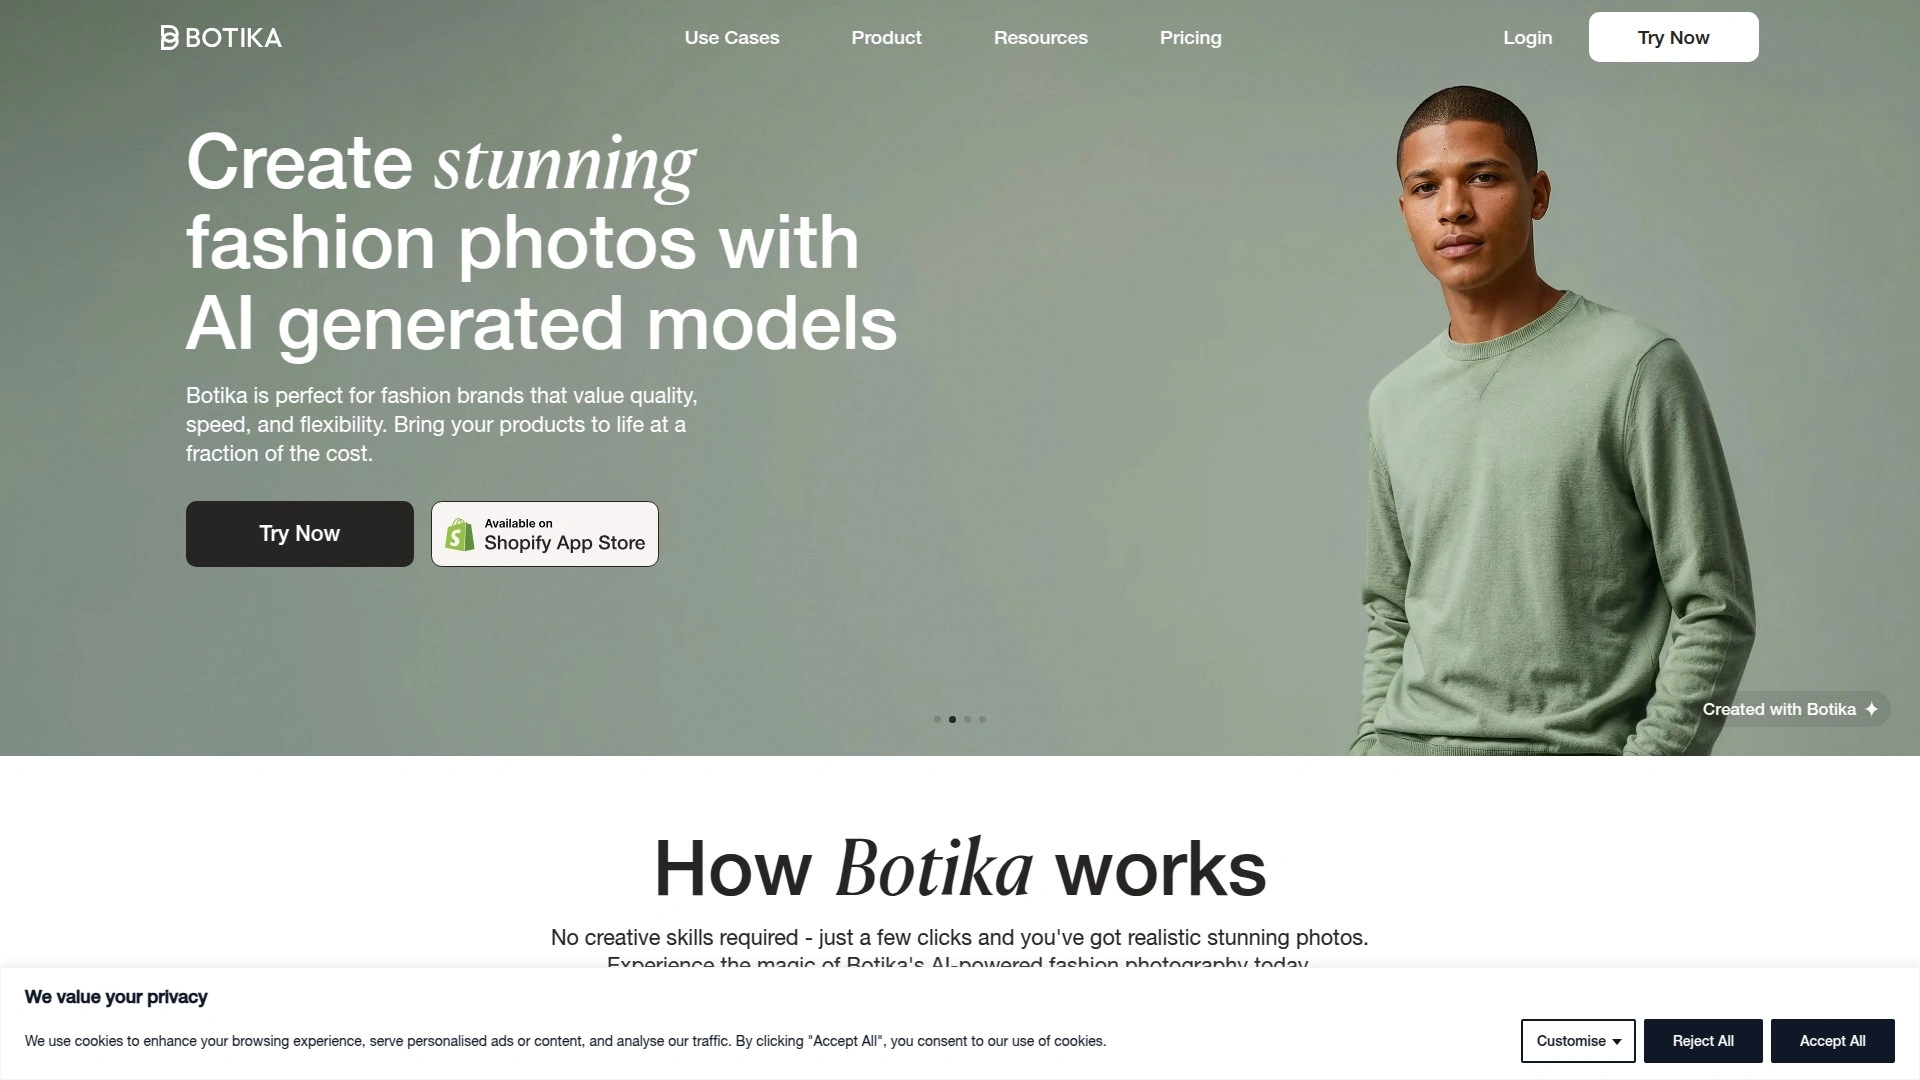 BOTIKA
Use Cases
Product
Resources
Pricing
Login
Try Now
Create stunning
fashion photos with
AI generated models
Botika is perfect for fashion brands that value quality,
speed, and flexibility. Bring your products to life at a
fraction of the cost.
Try Now
Available on
Shopify App Store
Created with Botika
How Botika works
No creative skills required - just a few clicks and you've got realistic stunning photos.
Experience the magic of Botika's AI-powered fashion photography today.
We value your privacy
We use cookies to enhance your browsing experience, serve personalised ads or content, and analyse our traffic. By clicking "Accept All", you consent to our use of cookies.
Customise
Reject All
Accept All